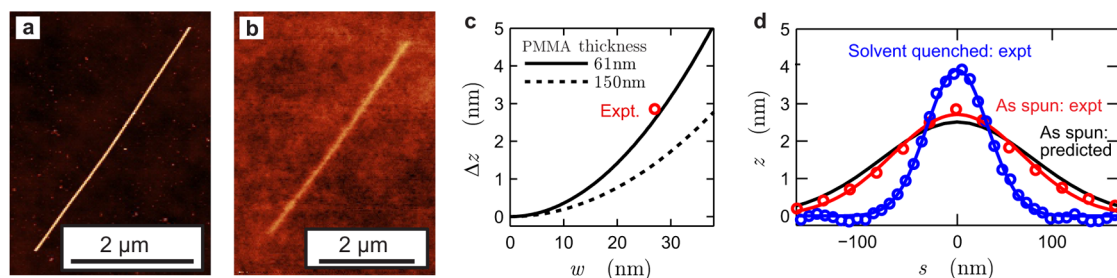 a
2 µm
b
2 µm
c
5
4
3
2
1
0
Δz (nm)
PMMA thickness
61nm
150nm
Expt.
0
10
20
30
w (nm)
d
5
4
3
2
1
0
z (nm)
Solvent quenched: expt
As spun: expt
As spun:
predicted
−100
0
100
s (nm)